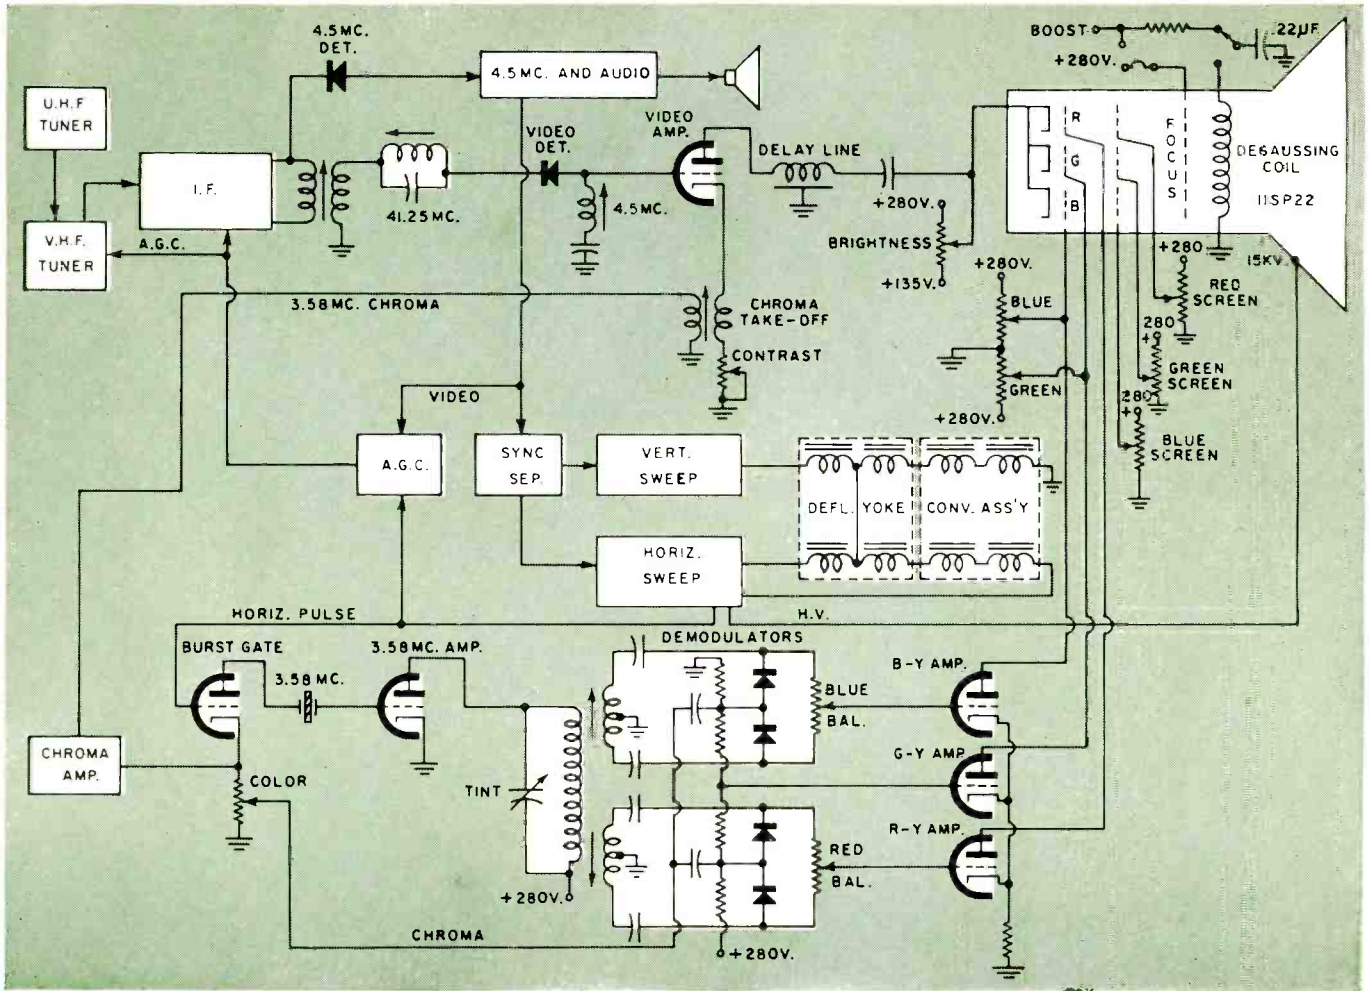 4.5MC.
DET.
4.5MC. AND AUDIO
BOOST
.22µF.
+280V.
U.H.F
TUNER
I.F.
41.25MC.
VIDEO
DET.
4.5MC.
VIDEO
AMP.
DELAY LINE
+280V.
BRIGHTNESS
+135V.
R
G
B
FOCUS
DEGAUSSING
COIL
11SP22
15KV.
V.H.F.
TUNER
A.G.C.
3.58MC. CHROMA
CHROMA
TAKE-OFF
CONTRAST
+280V.
BLUE
GREEN
+280V.
+280
RED
SCREEN
280
+
GREEN
SCREEN
280
+
BLUE
SCREEN
VIDEO
A.G.C.
SYNC
SEP.
VERT.
SWEEP
DEFL. YOKE
CONV. ASS'Y
HORIZ.
SWEEP
HORIZ. PULSE
H.V.
BURST GATE
3.58MC.
3.58MC. AMP.
DEMODULATORS
BLUE
BAL.
B-Y AMP.
G-Y AMP.
R-Y AMP.
CHROMA
AMP.
COLOR
TINT
+280V.
RED
BAL.
CHROMA
+280V.